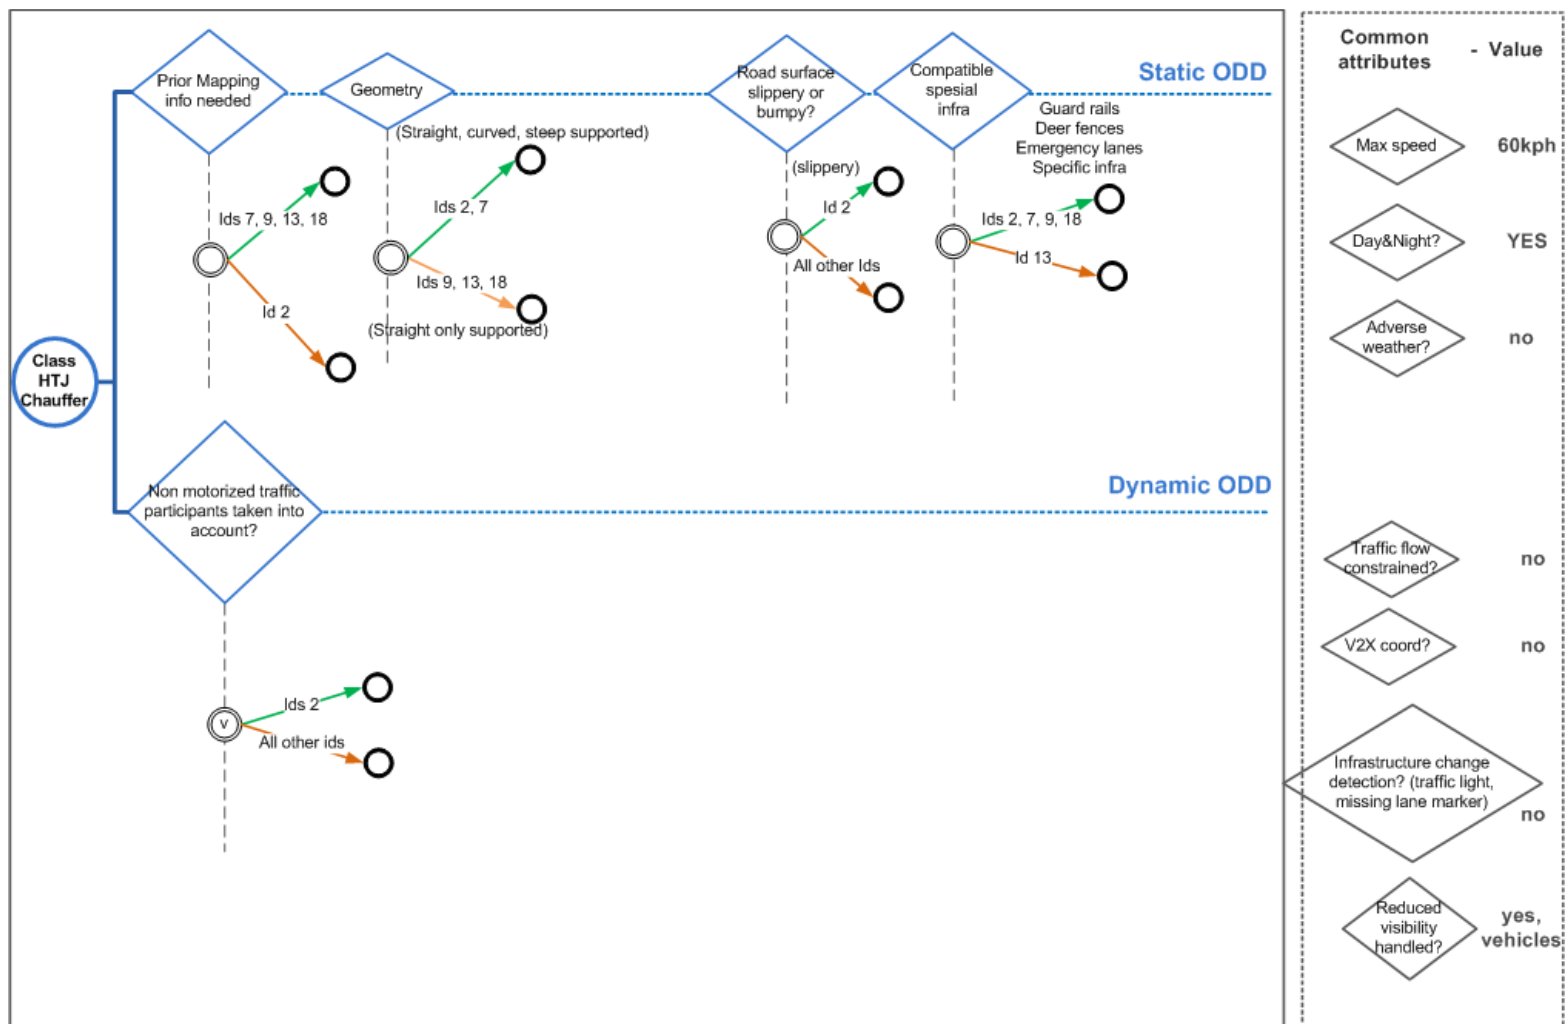 Prior Mapping
info needed
Geometry
Road surface
slippery or
bumpy?
Compatible
spesial
infra
Static ODD
(Straight, curved, steep supported)
Guard rails
Deer fences
Emergency lanes
Specific infra
(slippery)
Ids 7, 9, 13, 18
Ids 2, 7
Id 2
Ids 2, 7, 9, 18
Id 13
All other Ids
Ids 9, 13, 18
Id 2
(Straight only supported)
Class
HTJ
Chauffer
Dynamic ODD
Non motorized traffic
participants taken into
account?
Ids 2
v
All other ids
Common
attributes
- Value
Max speed
60kph
Day&Night?
YES
Adverse
weather?
no
Traffic flow
constrained?
no
V2X coord?
no
Infrastructure change
detection? (traffic light,
missing lane marker)
no
Reduced
visibility
handled?
yes,
vehicles